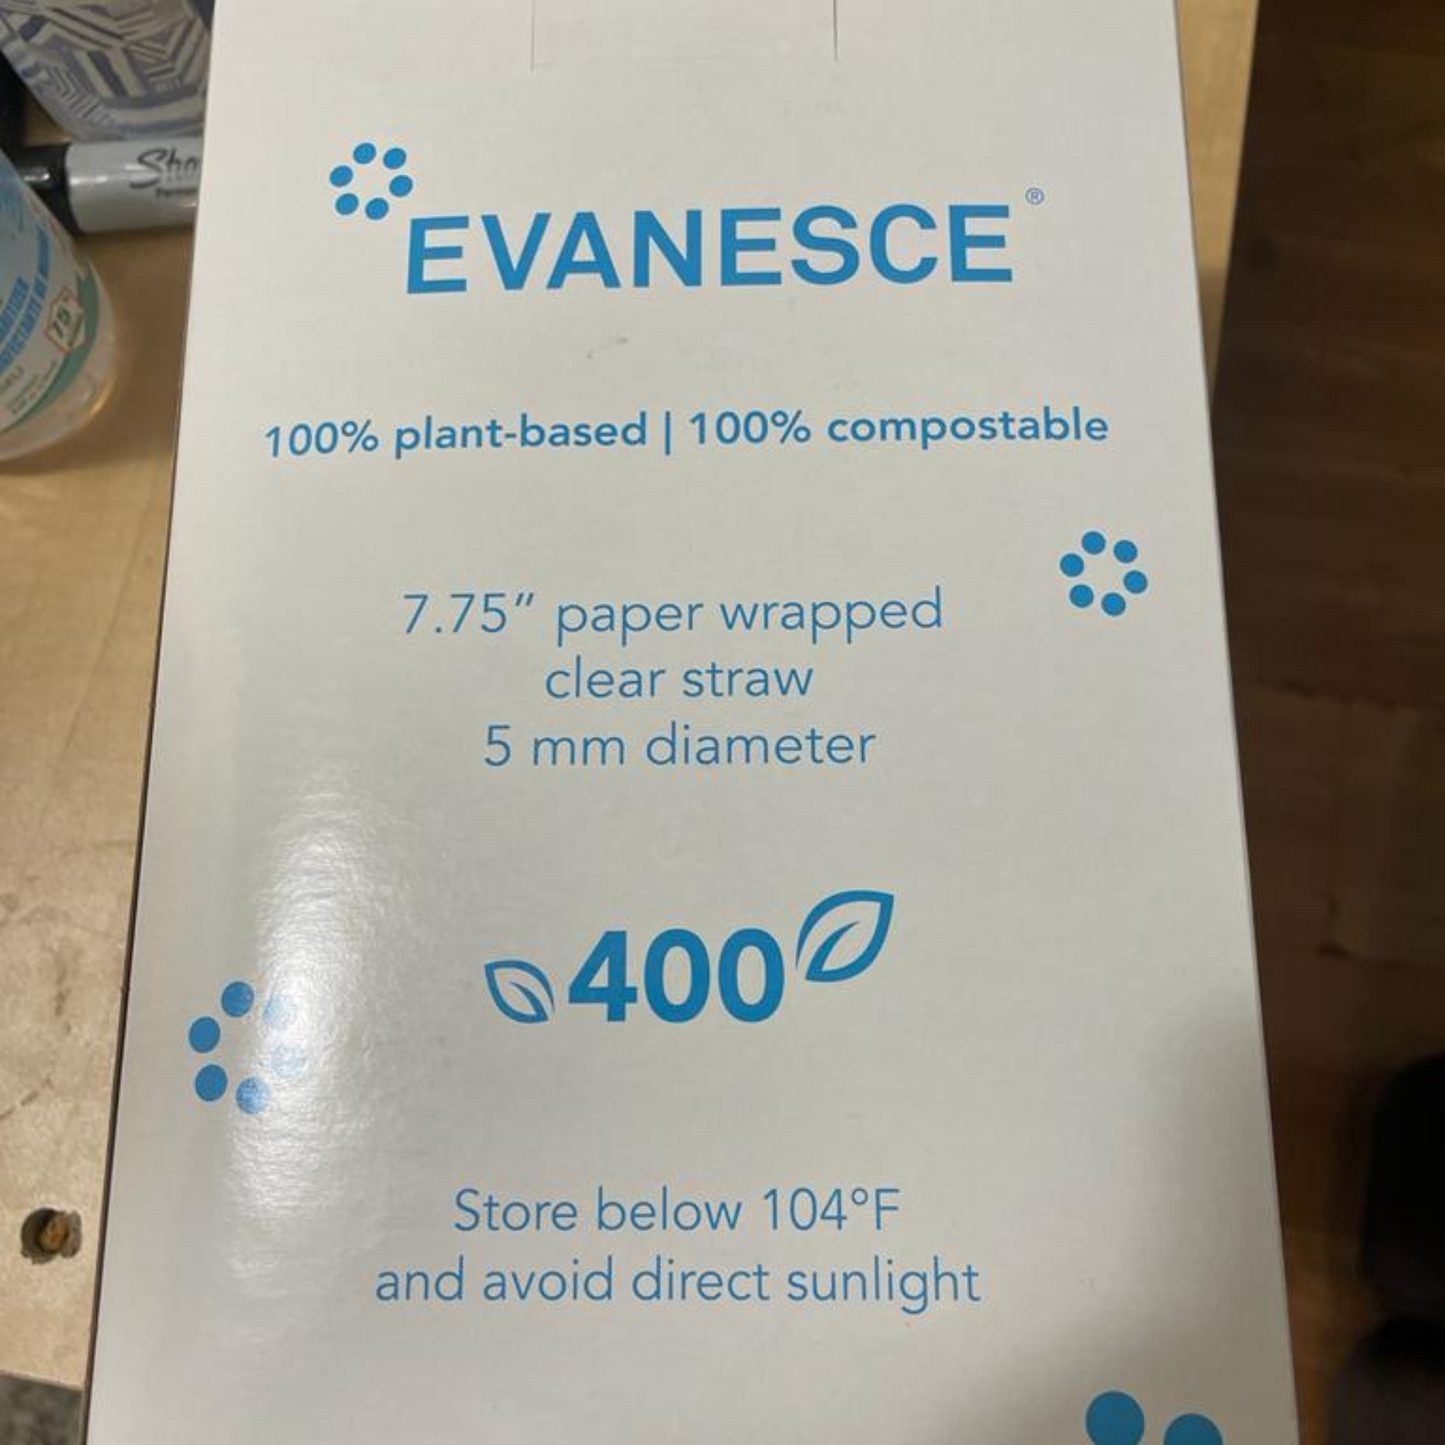 EVANESCE®
100% plant-based | 100% compostable
7.75" paper wrapped
clear straw
5 mm diameter
400
Store below 104°F
and avoid direct sunlight
75